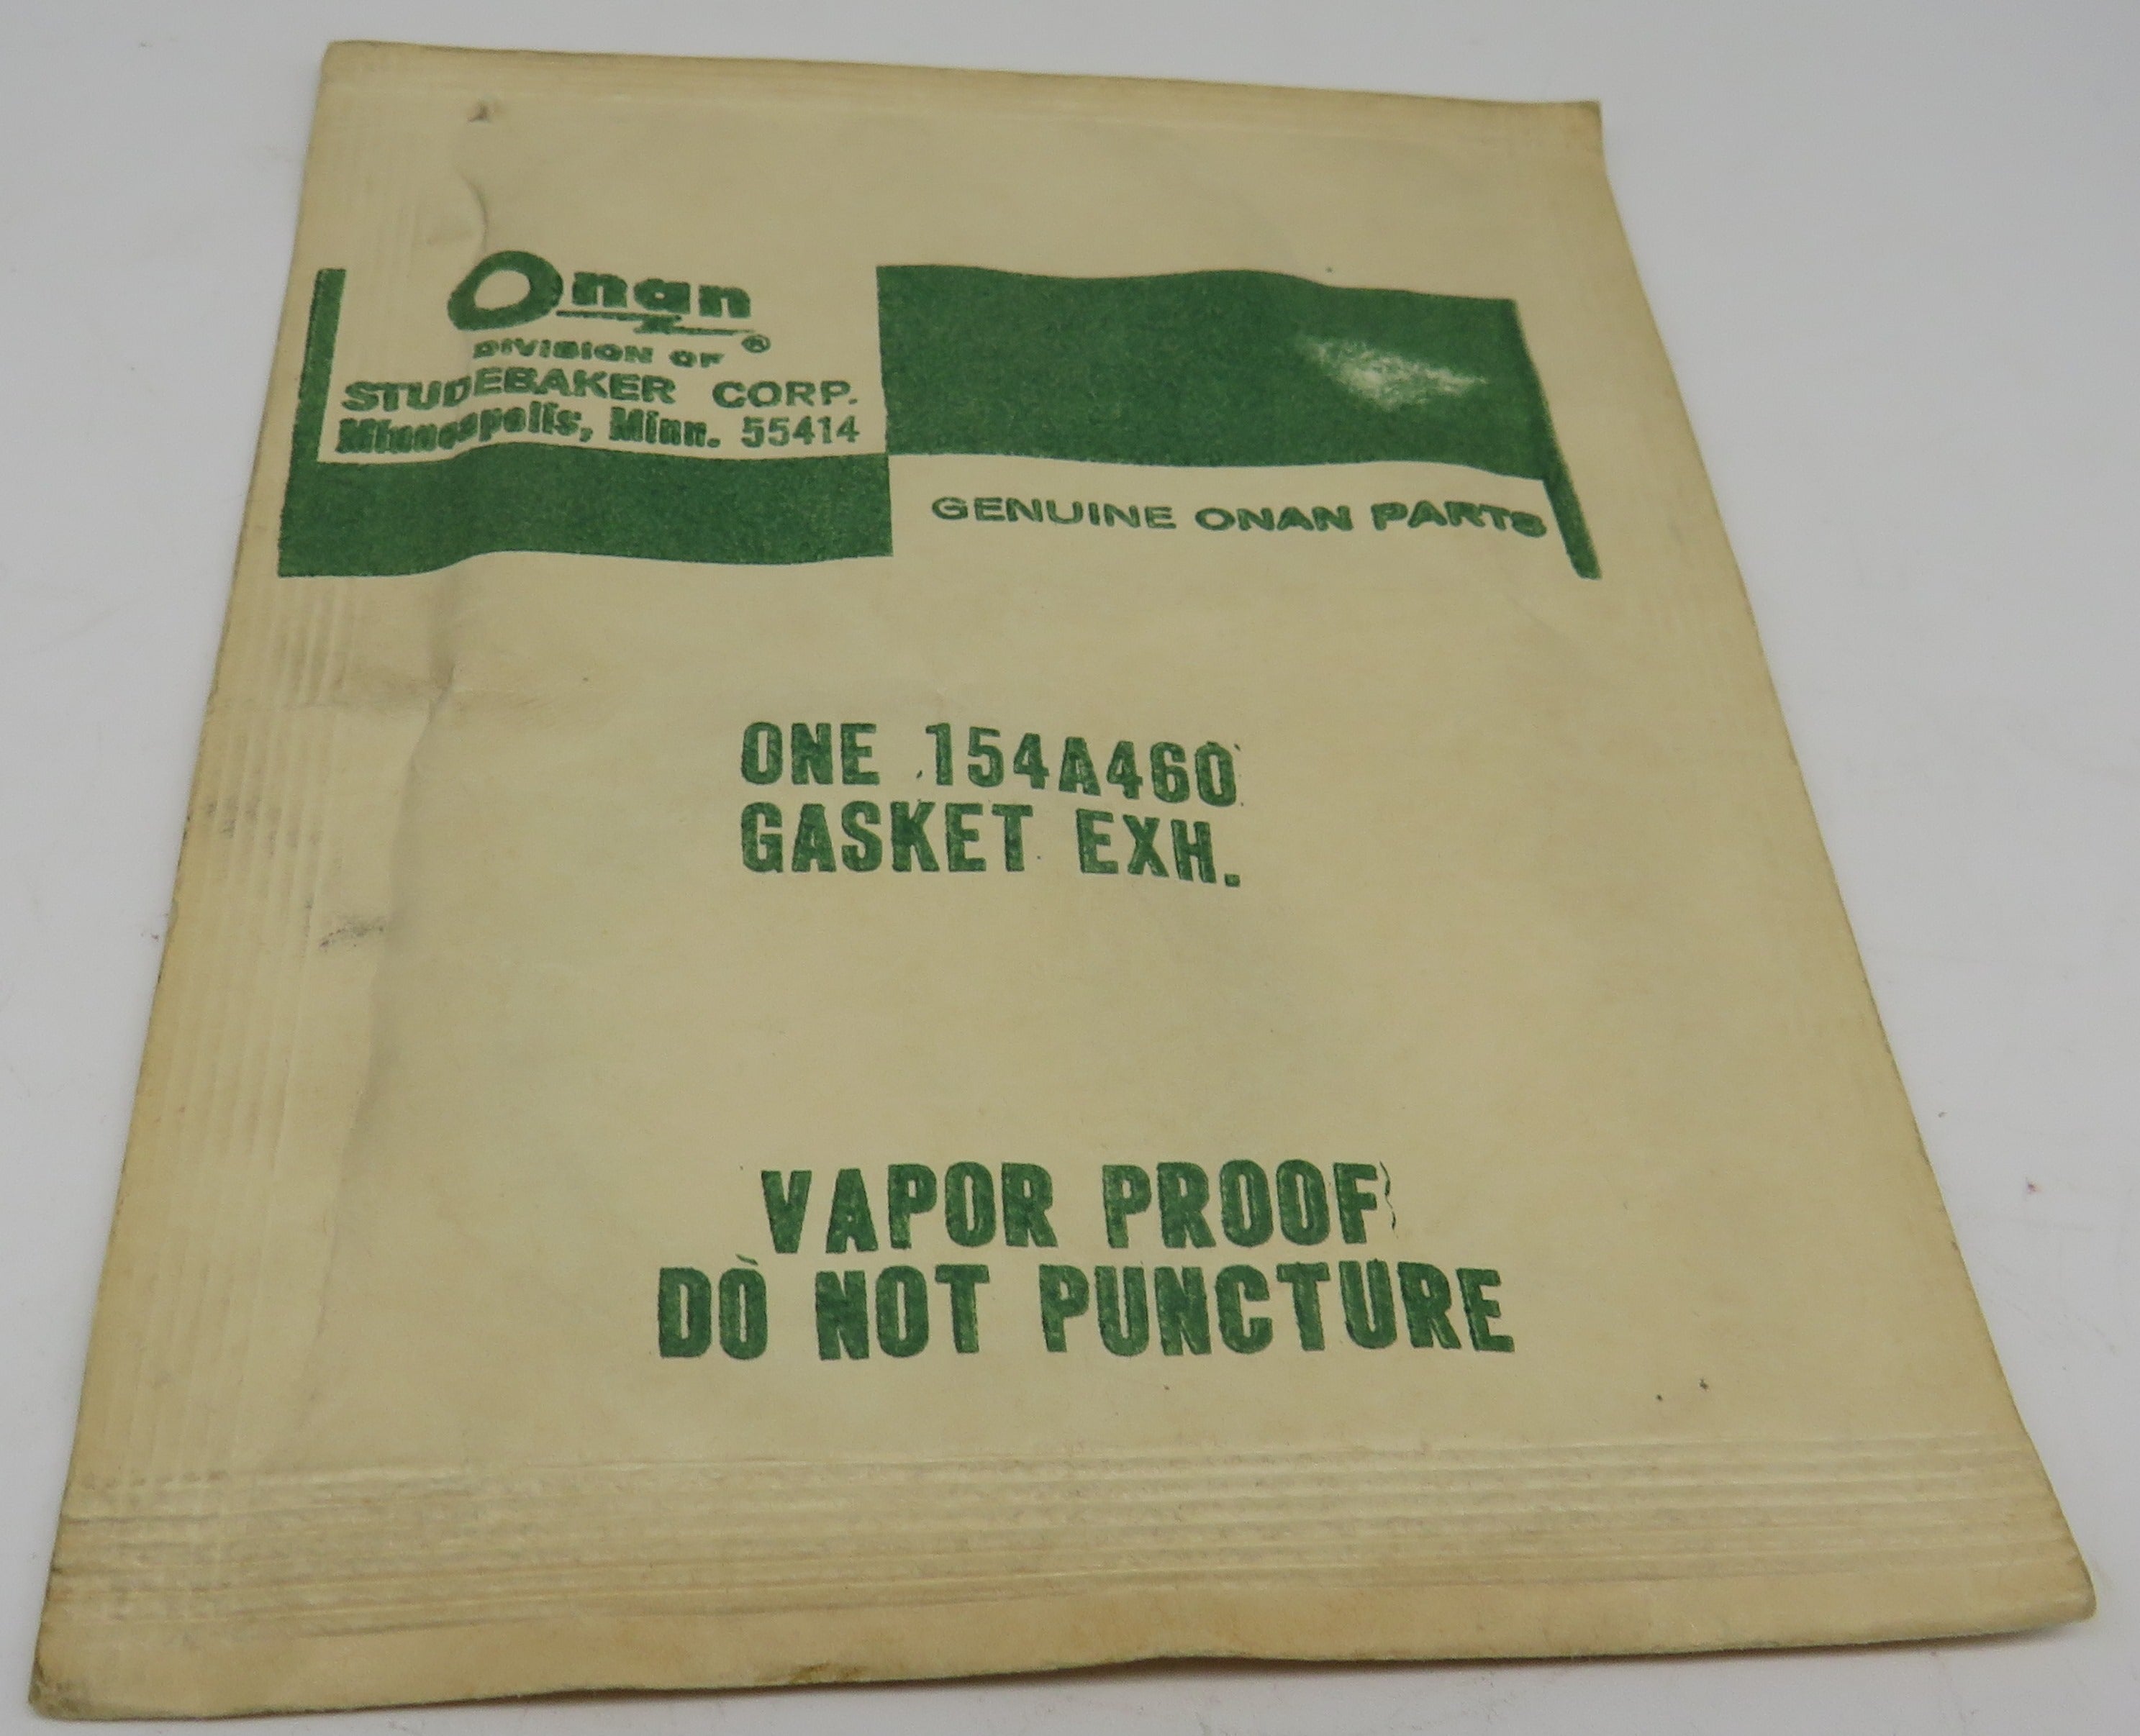 Onan
DIVISION OF ®
STUDEBAKER CORP.
Minneapolis, Minn. 55414
GENUINE ONAN PARTS
ONE 154A460
GASKET EXH.
VAPOR PROOF
DO NOT PUNCTURE